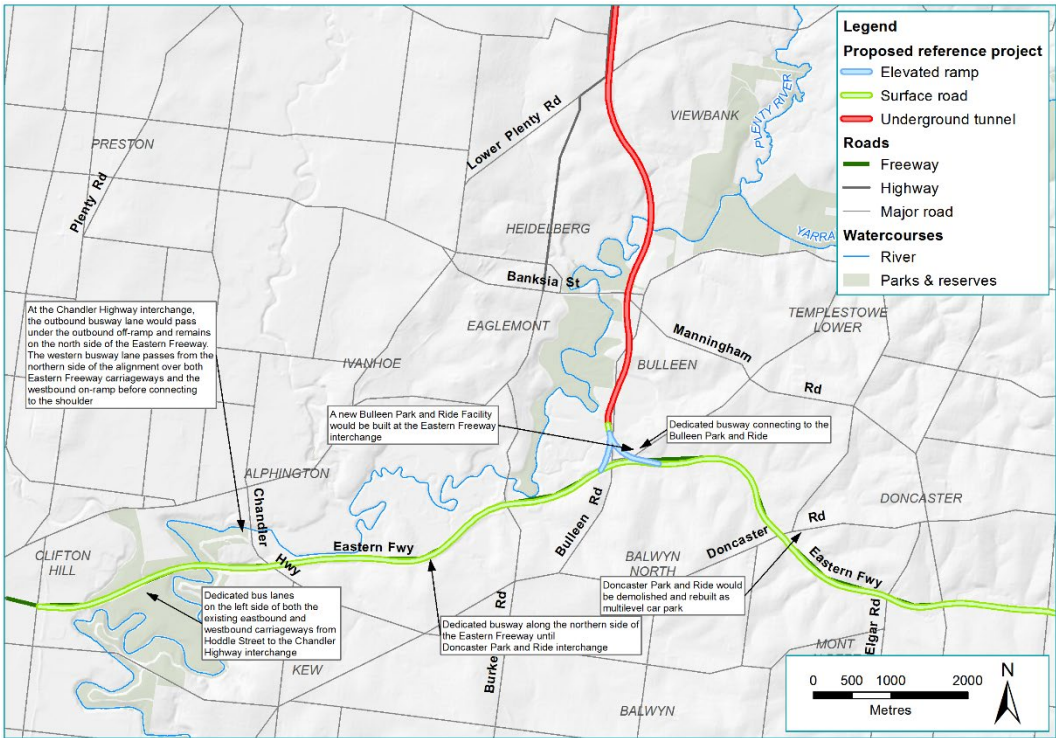 Legend
Proposed reference project
Elevated ramp
Surface road
Underground tunnel
Roads
Freeway
Highway
Major road
Watercourses
River
Parks & reserves
PLENTY RIVER
VIEWBANK
Lower Plenty Rd
PRESTON
Plenty Rd
YARRA
HEIDELBERG
Banksia St
At the Chandler Highway interchange,
the outbound busway lane would pass
under the outbound off-ramp and remains
on the north side of the Eastern Freeway.
The western busway lane passes from the
northern side of the alignment over both
Eastern Freeway carriageways and the
westbound on-ramp before connecting
to the shoulder
EAGLEMONT
TEMPLESTOWE
LOWER
Manningham
Rd
IVANHOE
BULLEEN
A new Bulleen Park and Ride Facility
would be built at the Eastern Freeway
interchange
Dedicated busway connecting to the
Bulleen Park and Ride
ALPHINGTON
Chandler
Hwy
DONCASTER
Bulleen Rd
Doncaster
Rd
Eastern Fwy
CLIFTON
HILL
BALWYN
NORTH
Eastern Fwy
Doncaster Park and Ride would
be demolished and rebuilt as
multilevel car park
Dedicated bus lanes
on the left side of both the
existing eastbound and
westbound carriageways from
Hoddle Street to the Chandler
Highway interchange
Dedicated busway along the northern side of
the Eastern Freeway until
Doncaster Park and Ride interchange
Elgar Rd
MONT
KEW
Burke
Rd
BALWYN
0 500 1000 2000
Metres
N